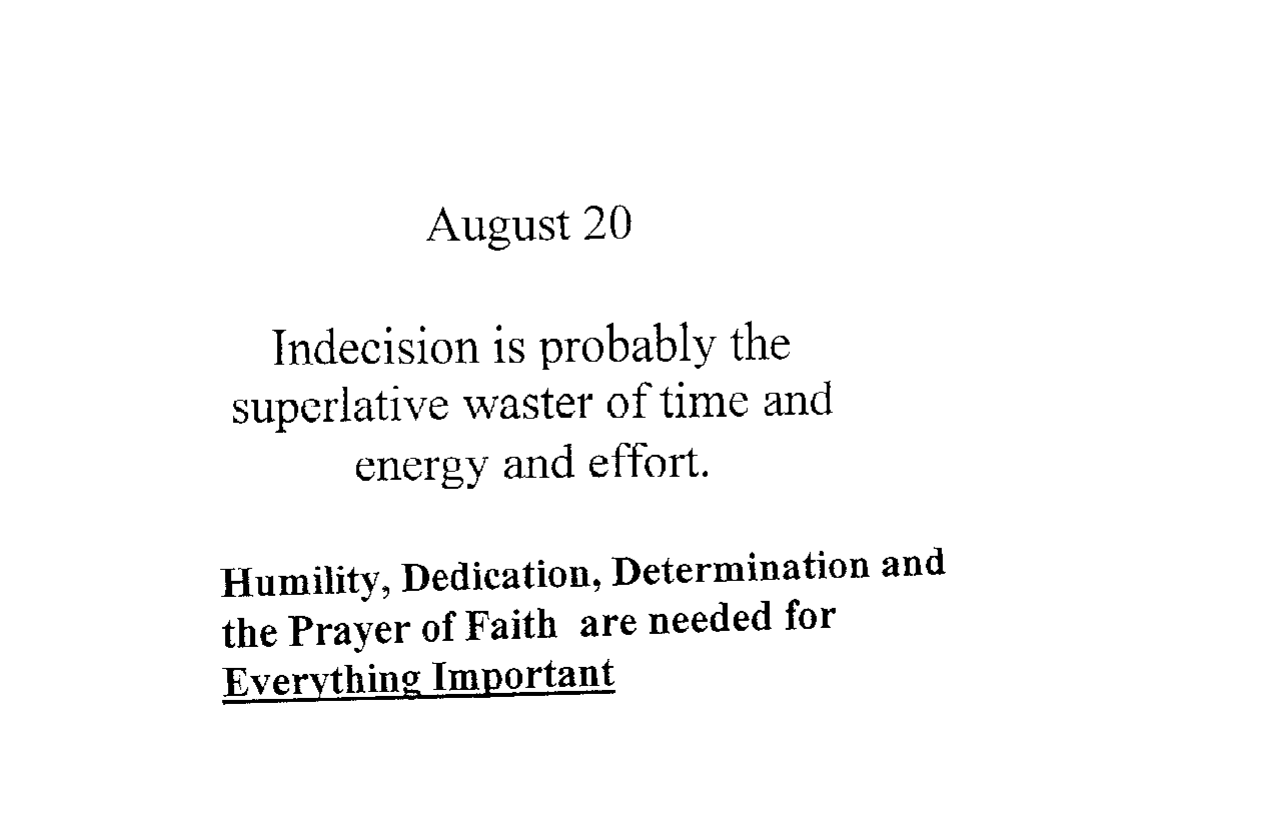 August 20
Indecision is probably the
superlative waster of time and
energy and effort.
Humility, Dedication, Determination and
the Prayer of Faith are needed for
Everything Important